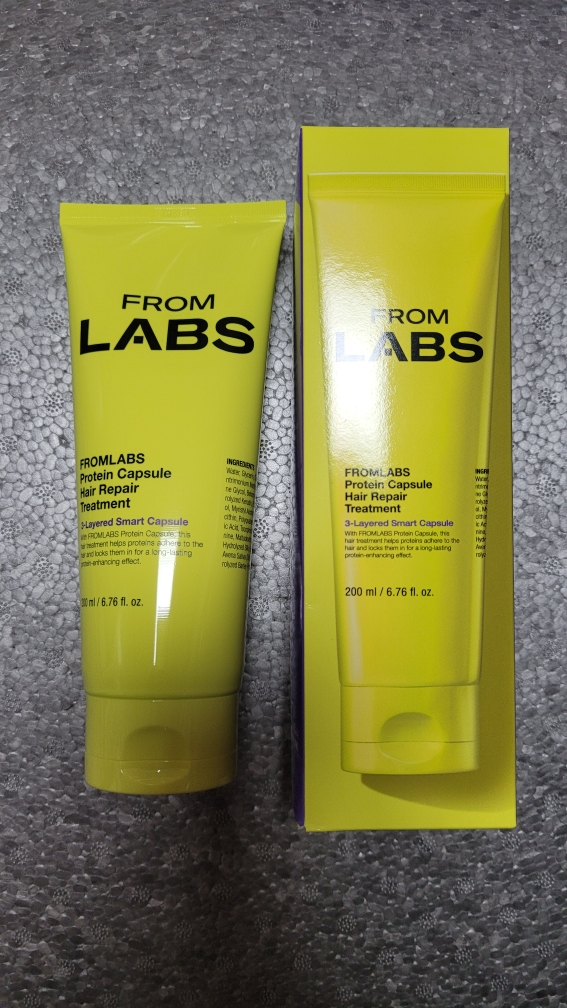 FROM
LABS
FROMLABS
Protein Capsule
Hair Repair
Treatment
3-Layered Smart Capsule
With FROMLABS Protein Capsule, this
hair treatment helps proteins adhere to the
hair and locks them in for a long-lasting
protein-enhancing effect.
200 ml / 6.76 fl. oz.
INGREDIENTS
Water,
FROM
LABS
FROMLABS
Protein Capsule
Hair Repair
Treatment
3-Layered Smart Capsule
With FROMLABS Protein Capsule, this
hair treatment helps proteins adhere to the
hair and locks them in for a long-lasting
protein-enhancing effect.
200 ml / 6.76 fl. oz.
INGR